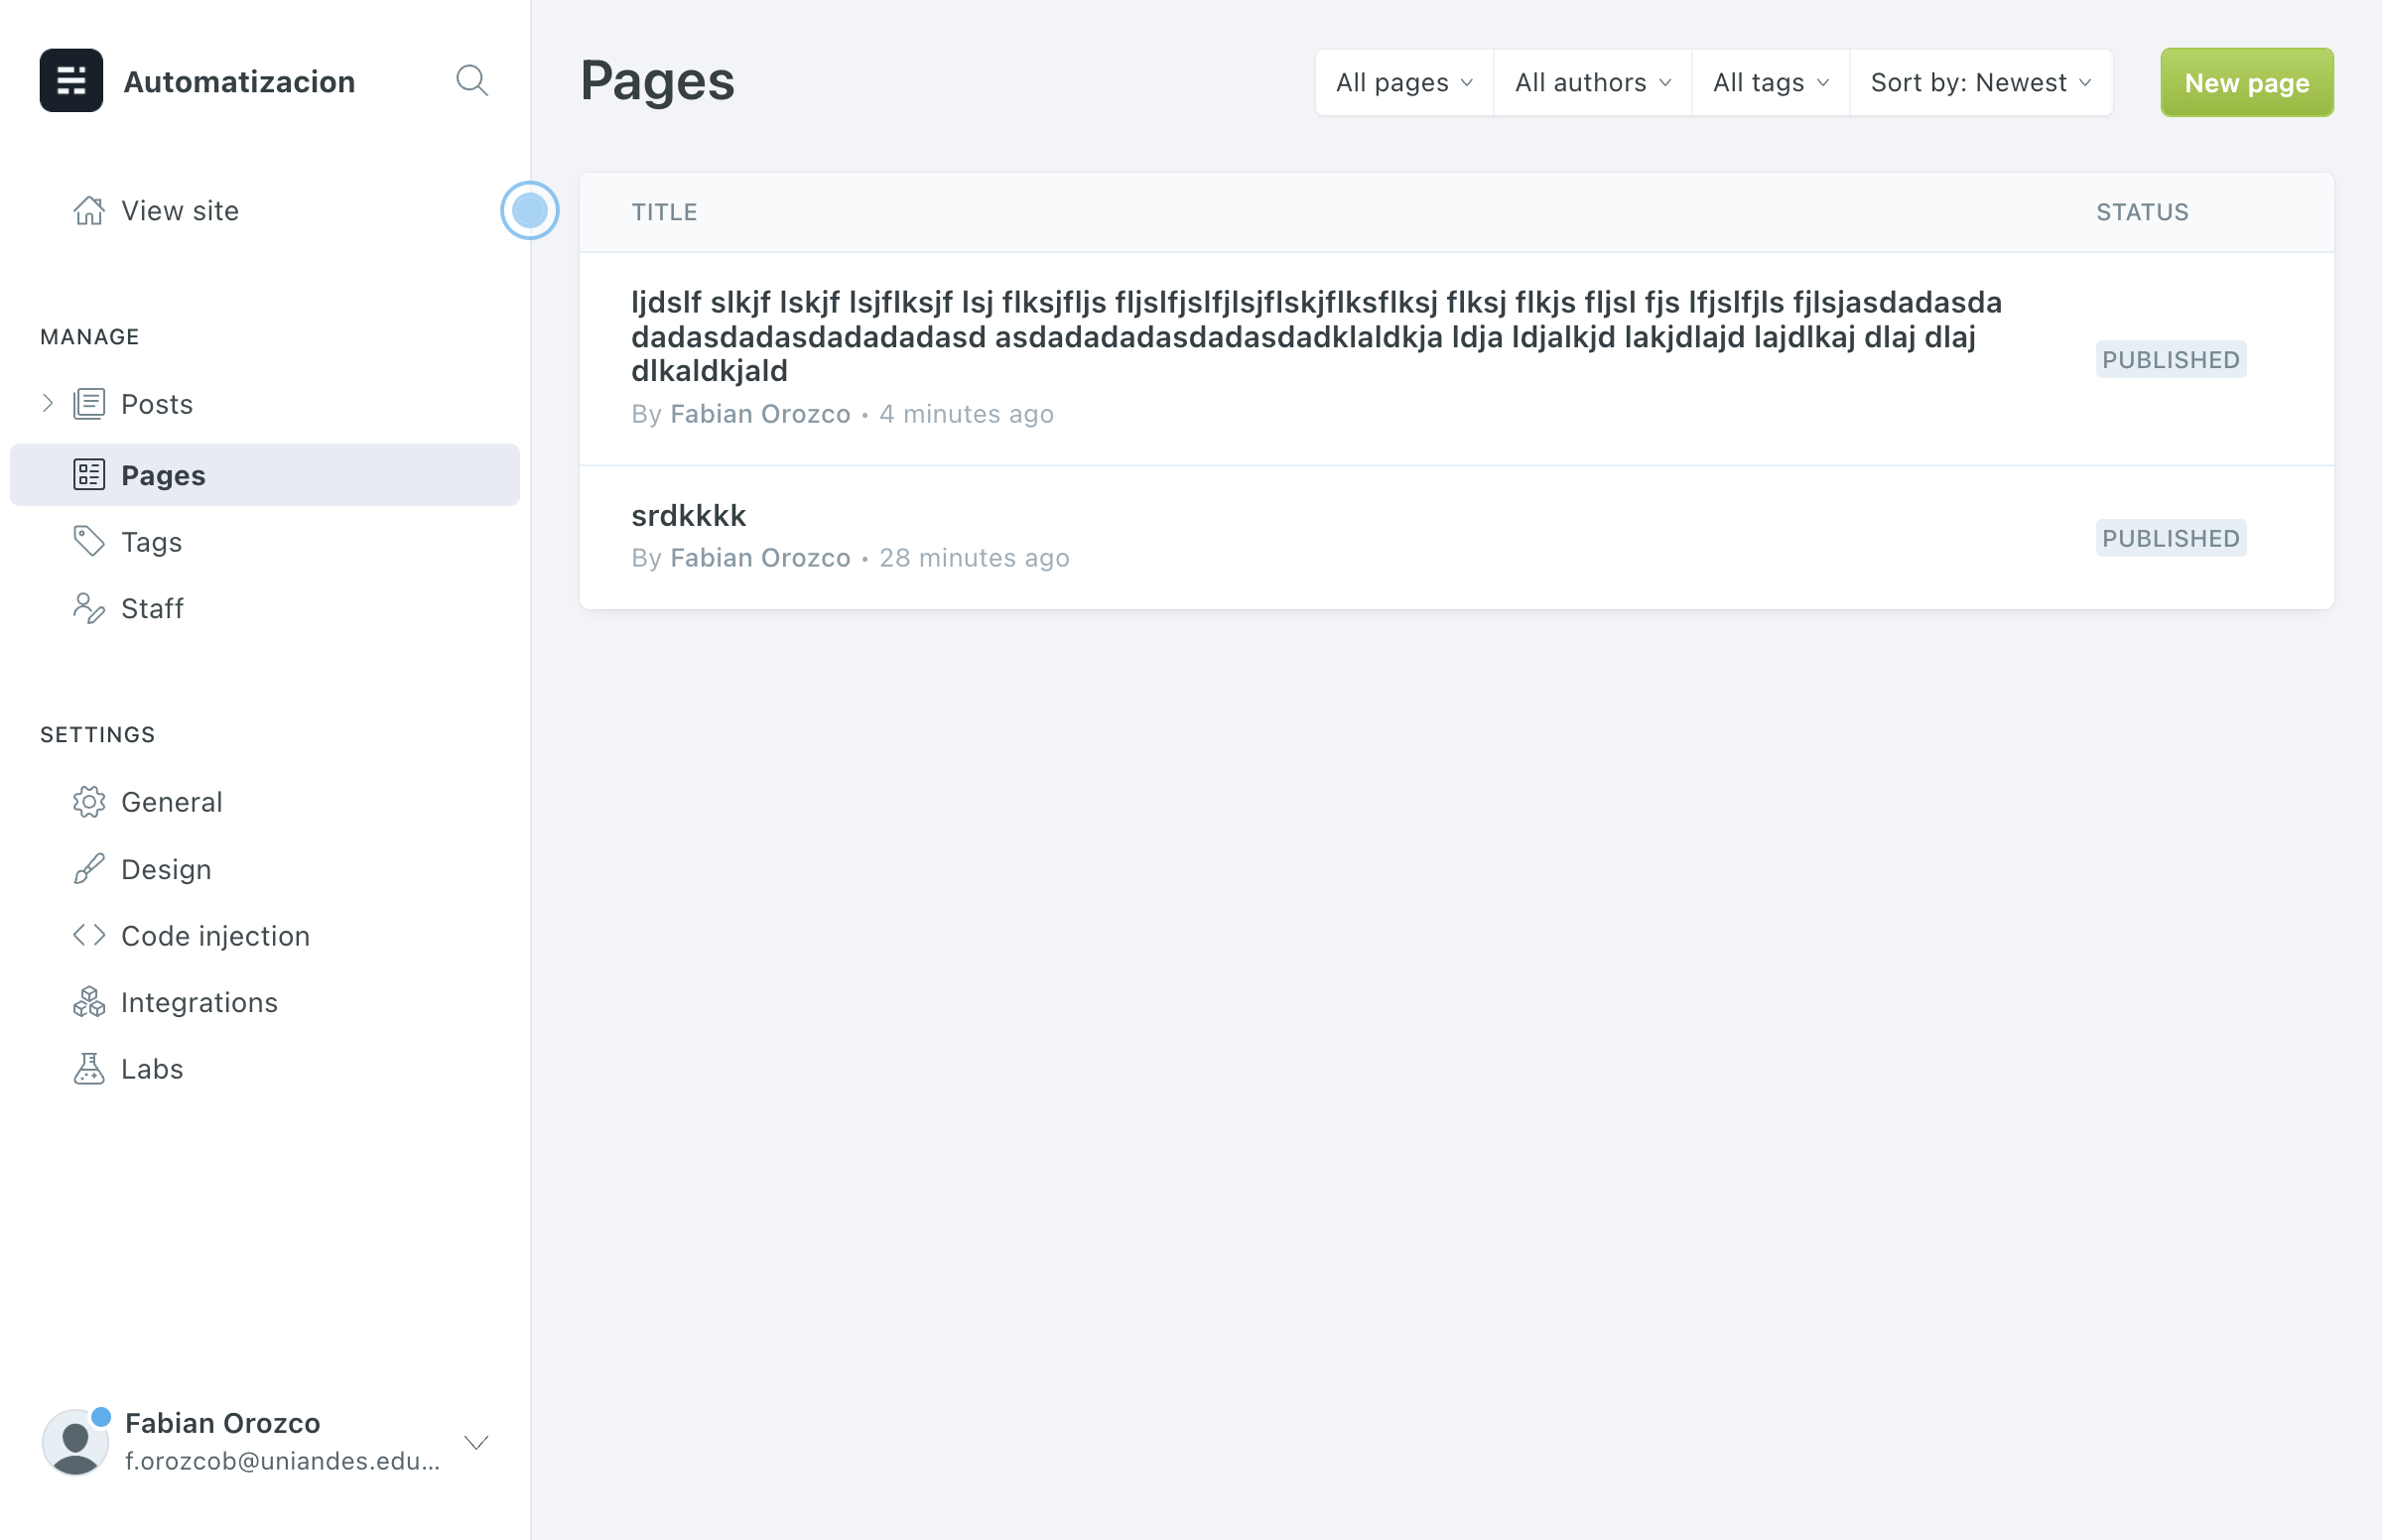 Automatizacion
View site
MANAGE
Posts
Pages
Tags
Staff
SETTINGS
General
Design
Code injection
Integrations
Labs
Fabian Orozco
f.orozcob@uniandes.edu...
Pages
All pages
All authors
All tags
Sort by: Newest
New page
TITLE
STATUS
ljdslf slkjf lskjf lsjflksjf lsj flksjfljs fljslfjslfjlsjflskjflksflksj flksj flkjs fljsl fjs lfjslfjls fjlsjasdadasda
dadasdadasdadadadasd asdadadadasdadasdadklaldkja ldja ldjalkjd lakjdlajd lajdlkaj dlaj dlaj
dlkaldkjald
By Fabian Orozco • 4 minutes ago
PUBLISHED
srdkkkk
By Fabian Orozco • 28 minutes ago
PUBLISHED